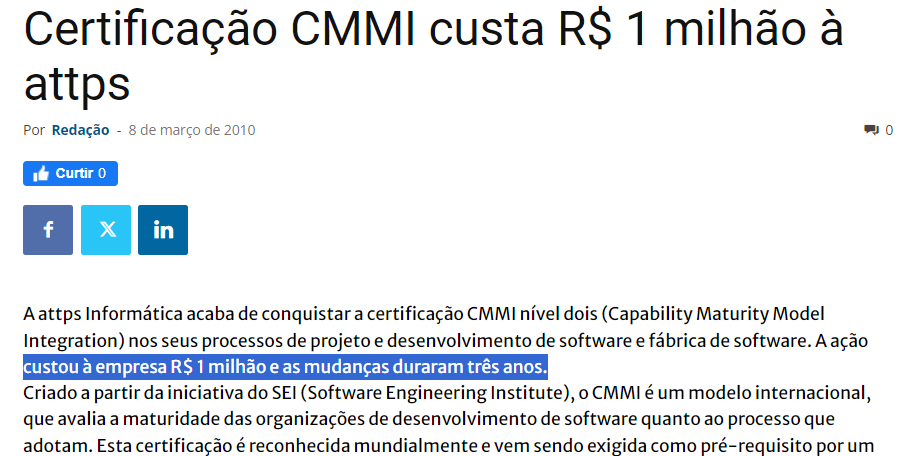 Certificação CMMI custa R$ 1 milhão à
attps
Por Redação - 8 de março de 2010 0
Curtir 0
f X in
A attps Informática acaba de conquistar a certificação CMMI nível dois (Capability Maturity Model
Integration) nos seus processos de projeto e desenvolvimento de software e fábrica de software. A ação
custou à empresa R$ 1 milhão e as mudanças duraram três anos.
Criado a partir da iniciativa do SEI (Software Engineering Institute), o CMMI é um modelo internacional,
que avalia a maturidade das organizações de desenvolvimento de software quanto ao processo que
adotam. Esta certificação é reconhecida mundialmente e vem sendo exigida como pré-requisito por um